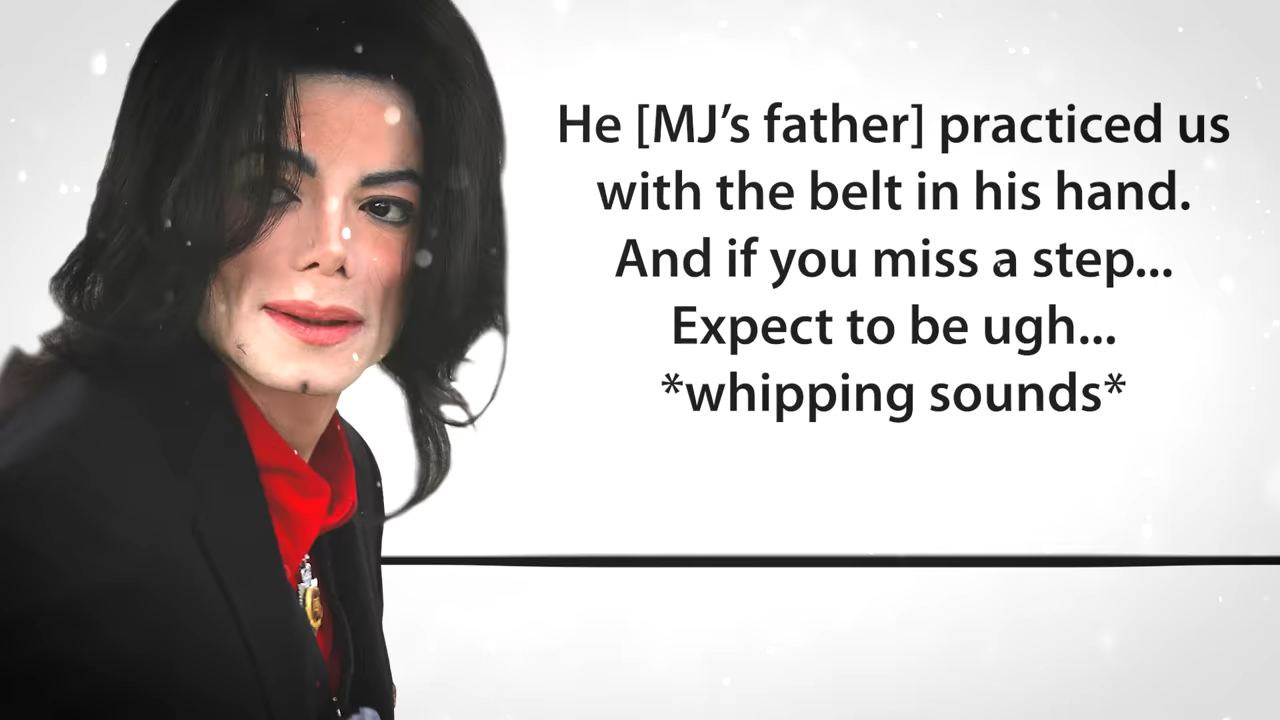 He [MJ’s father] practiced us
with the belt in his hand.
And if you miss a step...
Expect to be ugh...
*whipping sounds*